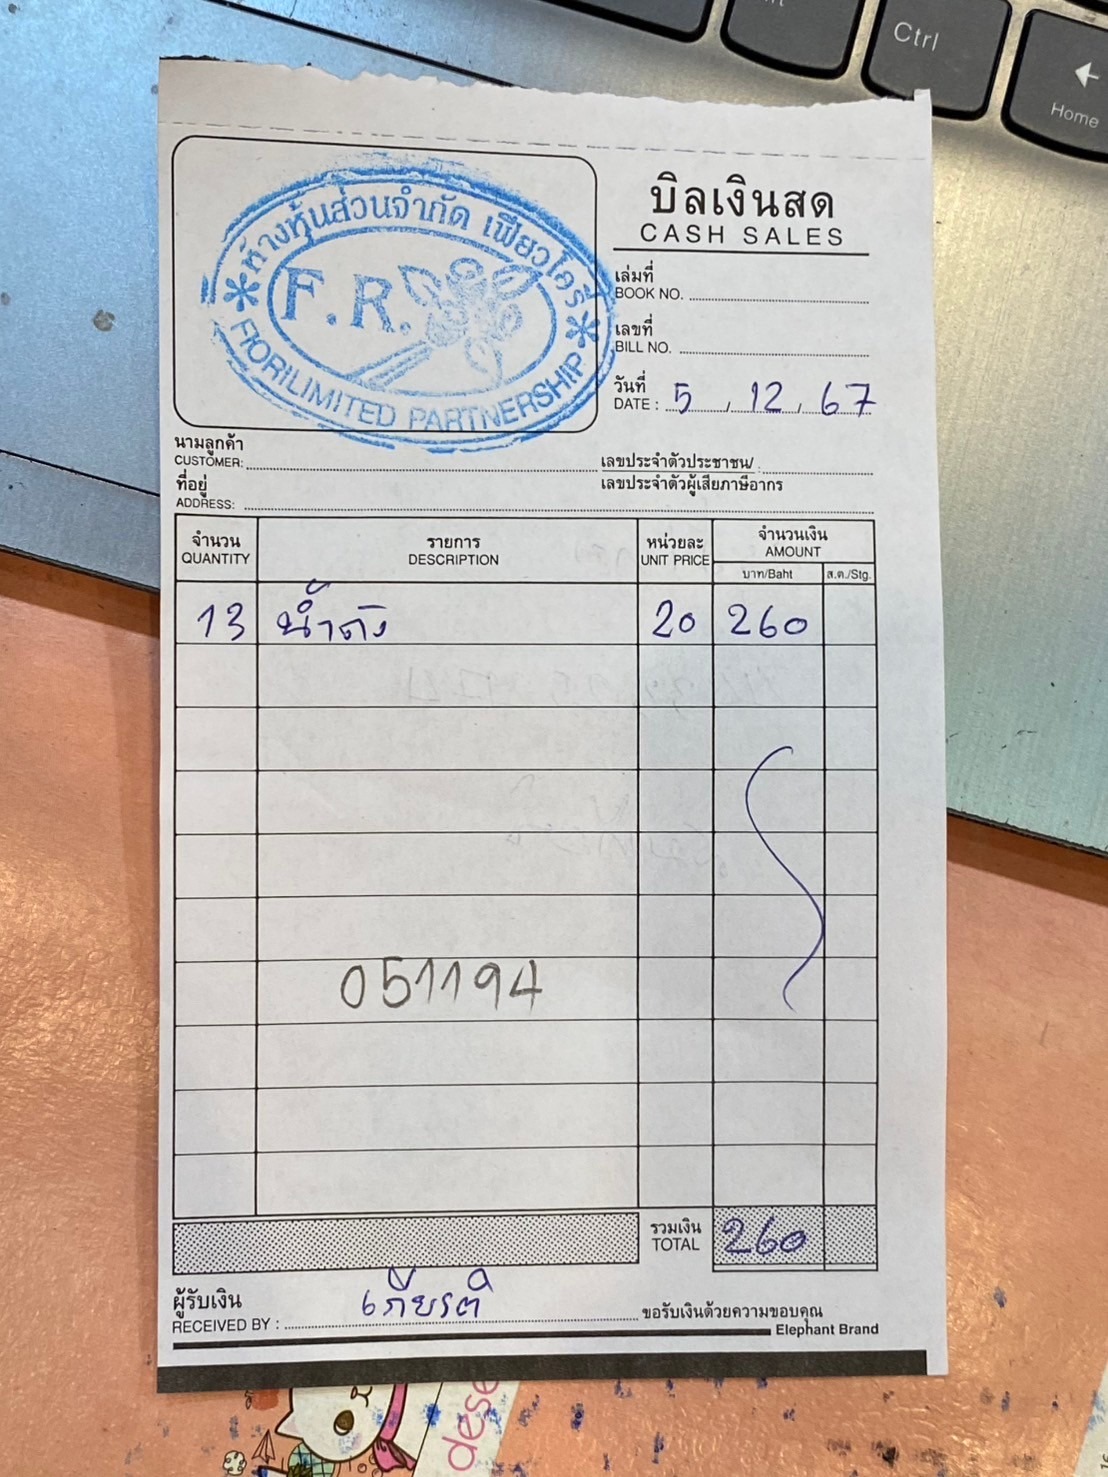 Ctrl
Home
ห้างหุ้นส่วนจำกัด เฟียวโอรี่
F.R.
FIORILIMITED PARTNERSHIP
บิลเงินสด
CASH SALES
เล่มที่
BOOK NO.
เลขที่
BILL NO.
วันที่
DATE : 5 , 12 , 67
นามลูกค้า
CUSTOMER:
เลขประจำตัวประชาชน/
เลขประจำตัวผู้เสียภาษีอากร
ที่อยู่
ADDRESS:
จำนวน รายการ หน่วยละ จำนวนเงิน
QUANTITY DESCRIPTION UNIT PRICE AMOUNT
บาท/Baht ส.ต./Stg.
13 น้ำถัง 20 260
051194
รวมเงิน
TOTAL 260
ผู้รับเงิน
RECEIVED BY : เกียรติ
ขอรับเงินด้วยความขอบคุณ
Elephant Brand
dese